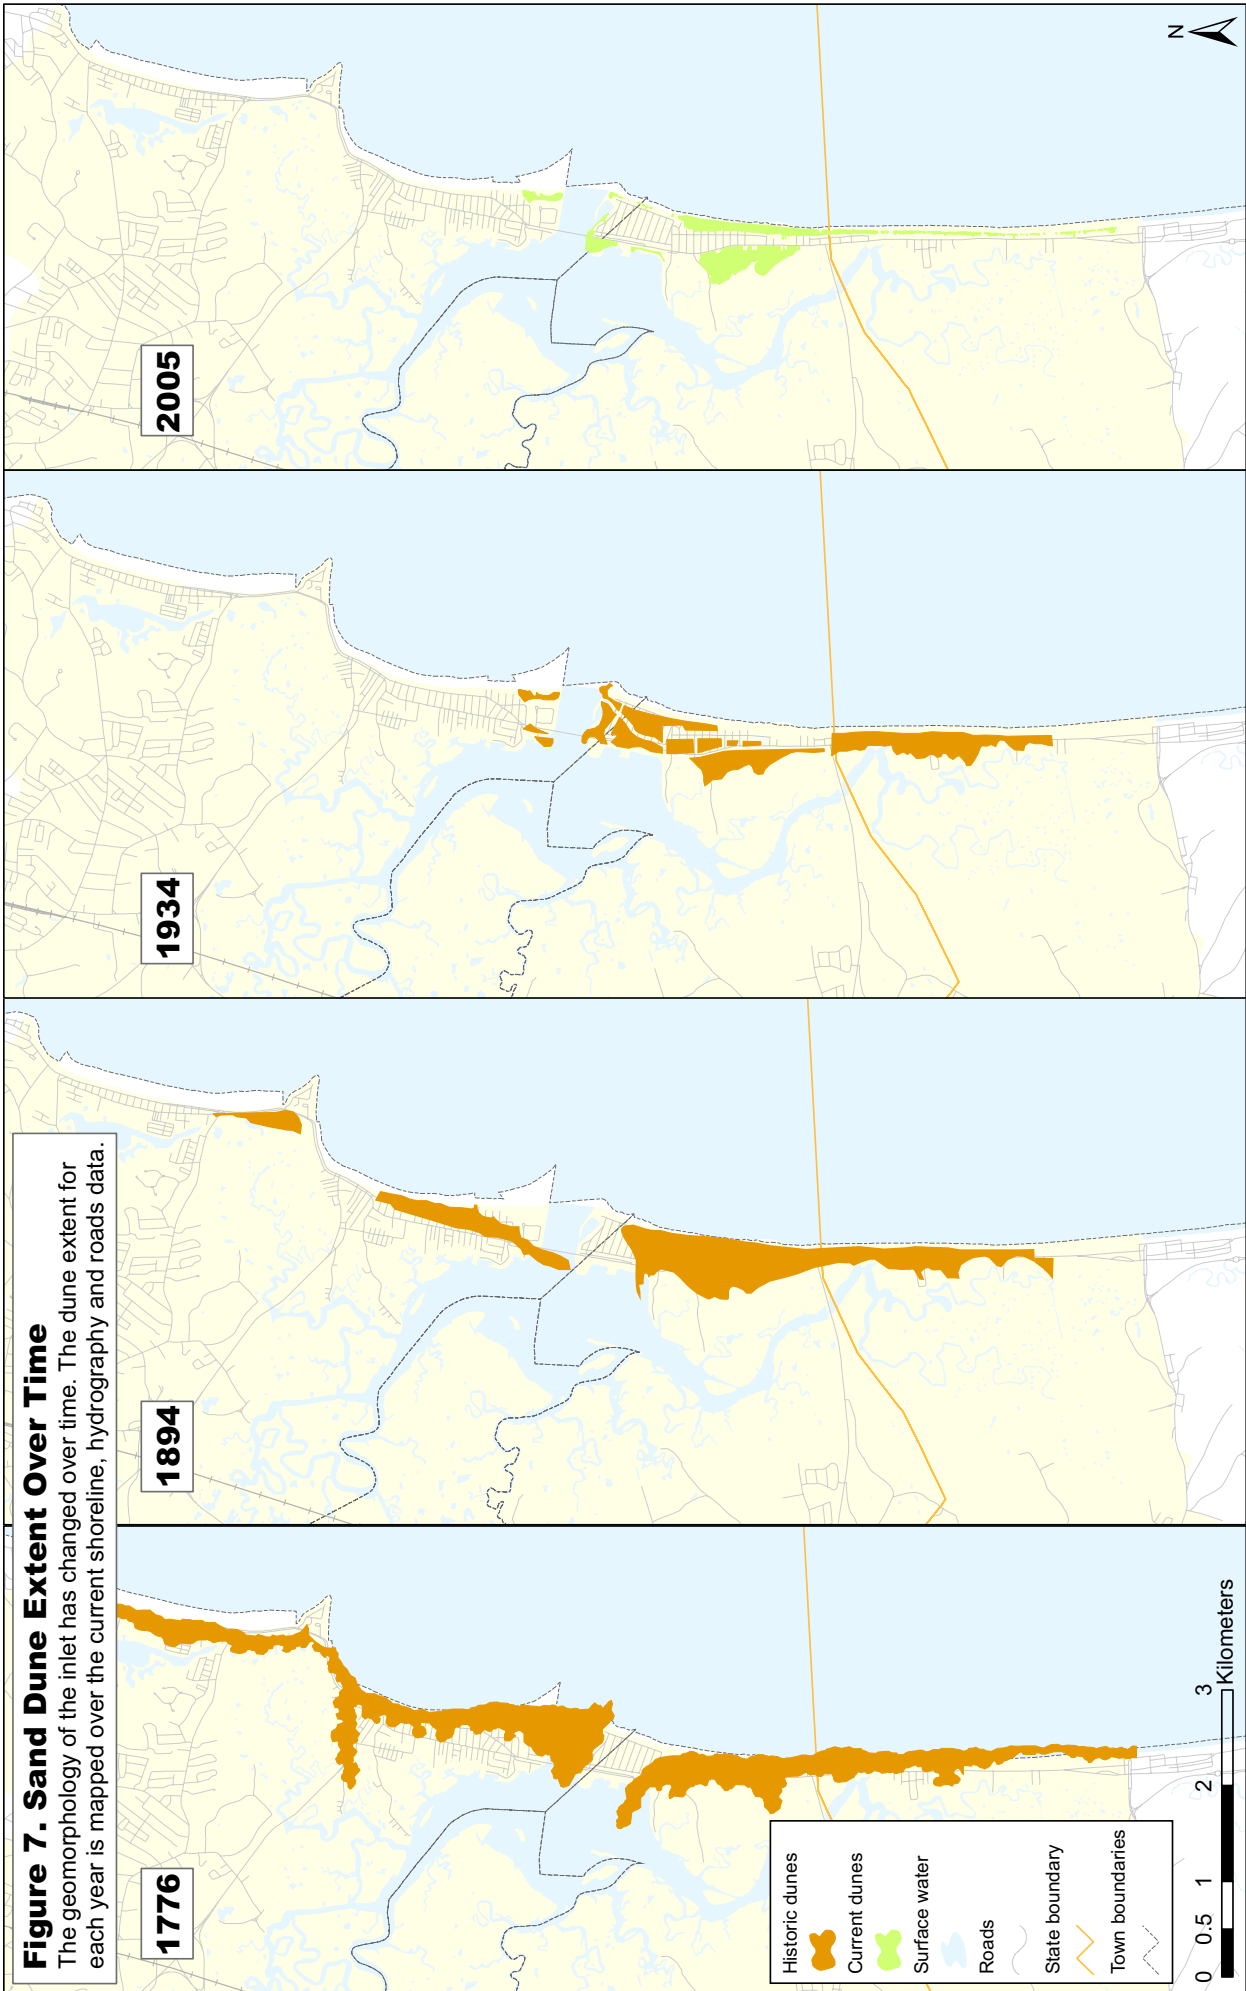 Figure 7. Sand Dune Extent Over Time
The geomorphology of the inlet has changed over time. The dune extent for
each year is mapped over the current shoreline, hydrography and roads data.
1776
1894
1934
2005
Historic dunes
Current dunes
Surface water
Roads
State boundary
Town boundaries
0 0.5 1 2 3
Kilometers
N